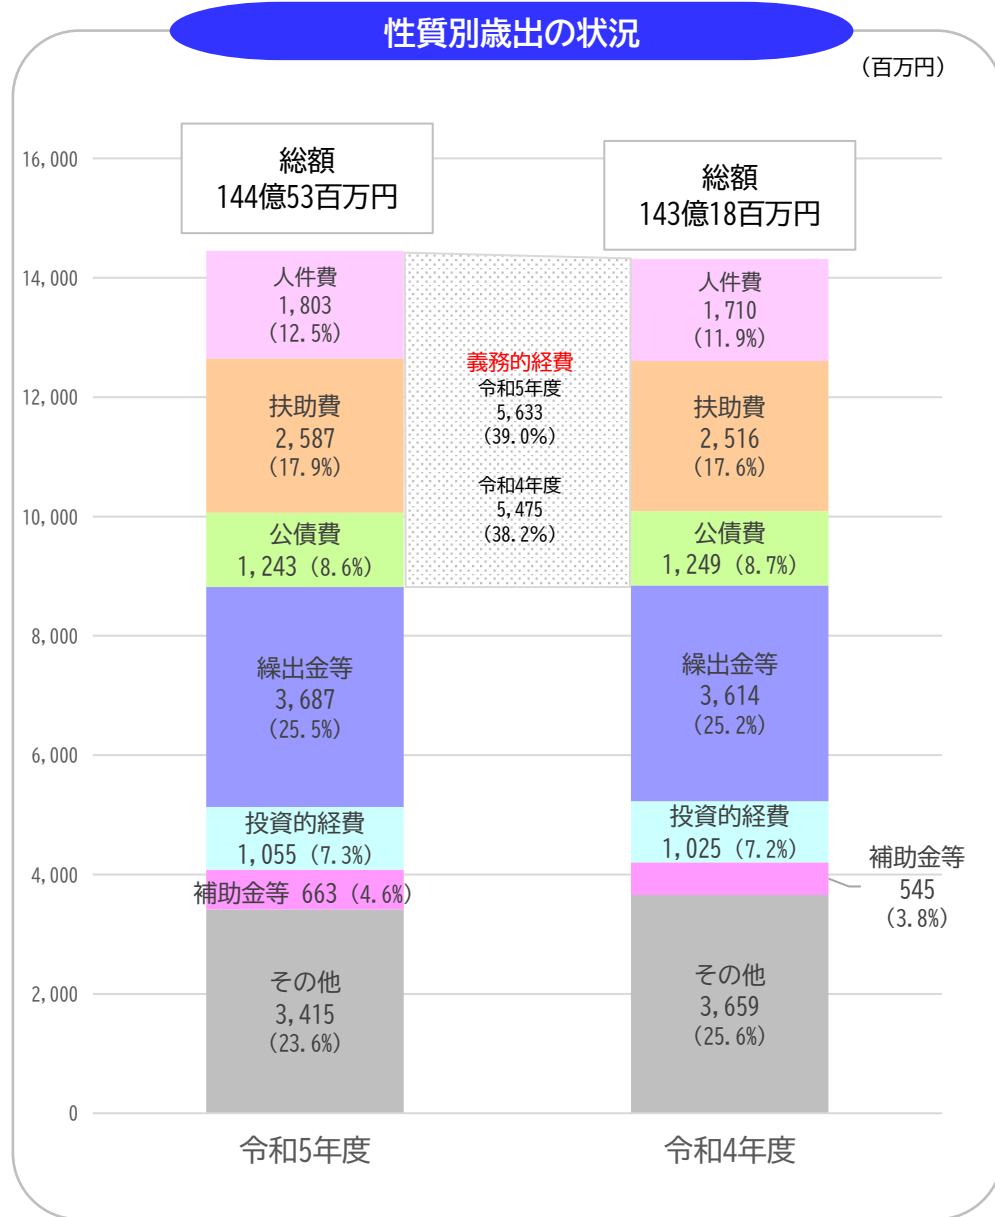 性質別歳出の状況
（百万円）
16,000
14,000
12,000
10,000
8,000
6,000
4,000
2,000
0
総額
144億53百万円
人件費
1,803
(12.5%)
扶助費
2,587
(17.9%)
公債費
1,243 (8.6%)
繰出金等
3,687
(25.5%)
投資的経費
1,055 (7.3%)
補助金等 663 (4.6%)
その他
3,415
(23.6%)
令和5年度
義務的経費
令和5年度
5,633
(39.0%)
令和4年度
5,475
(38.2%)
総額
143億18百万円
人件費
1,710
(11.9%)
扶助費
2,516
(17.6%)
公債費
1,249 (8.7%)
繰出金等
3,614
(25.2%)
投資的経費
1,025 (7.2%)
補助金等
545
(3.8%)
その他
3,659
(25.6%)
令和4年度